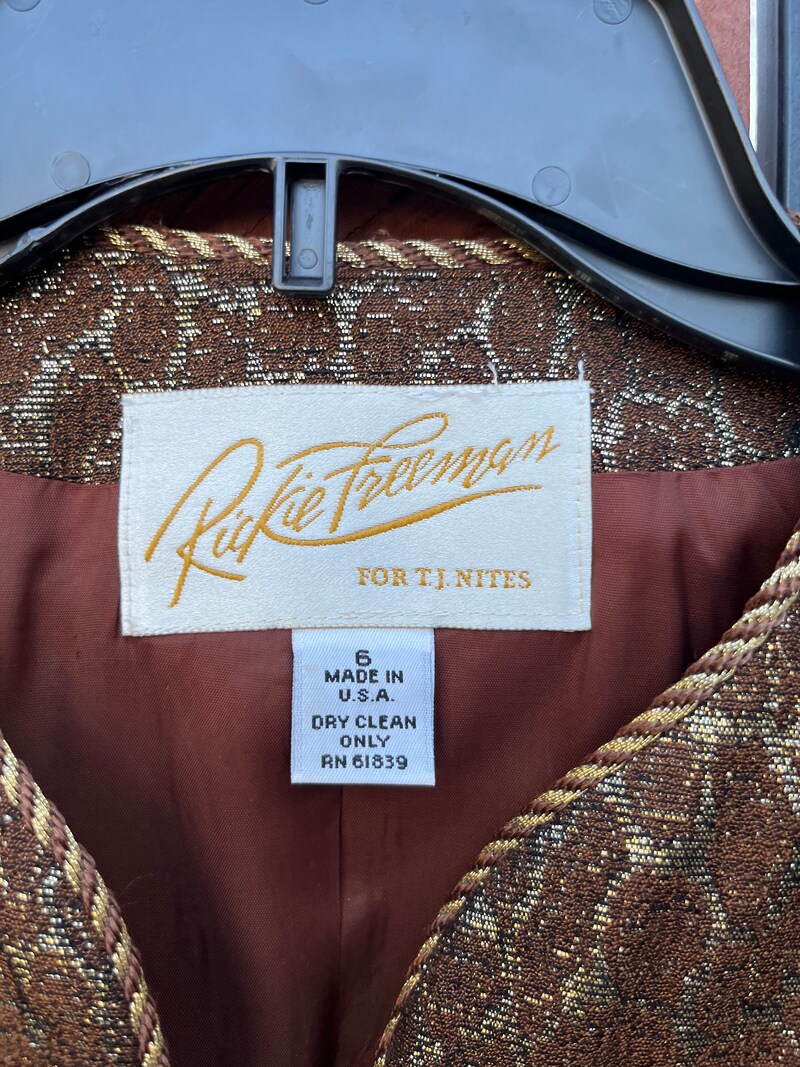 Rickie Freeman
FOR T.J. NITES
6
MADE IN
U.S.A.
DRY CLEAN
ONLY
RN 61839